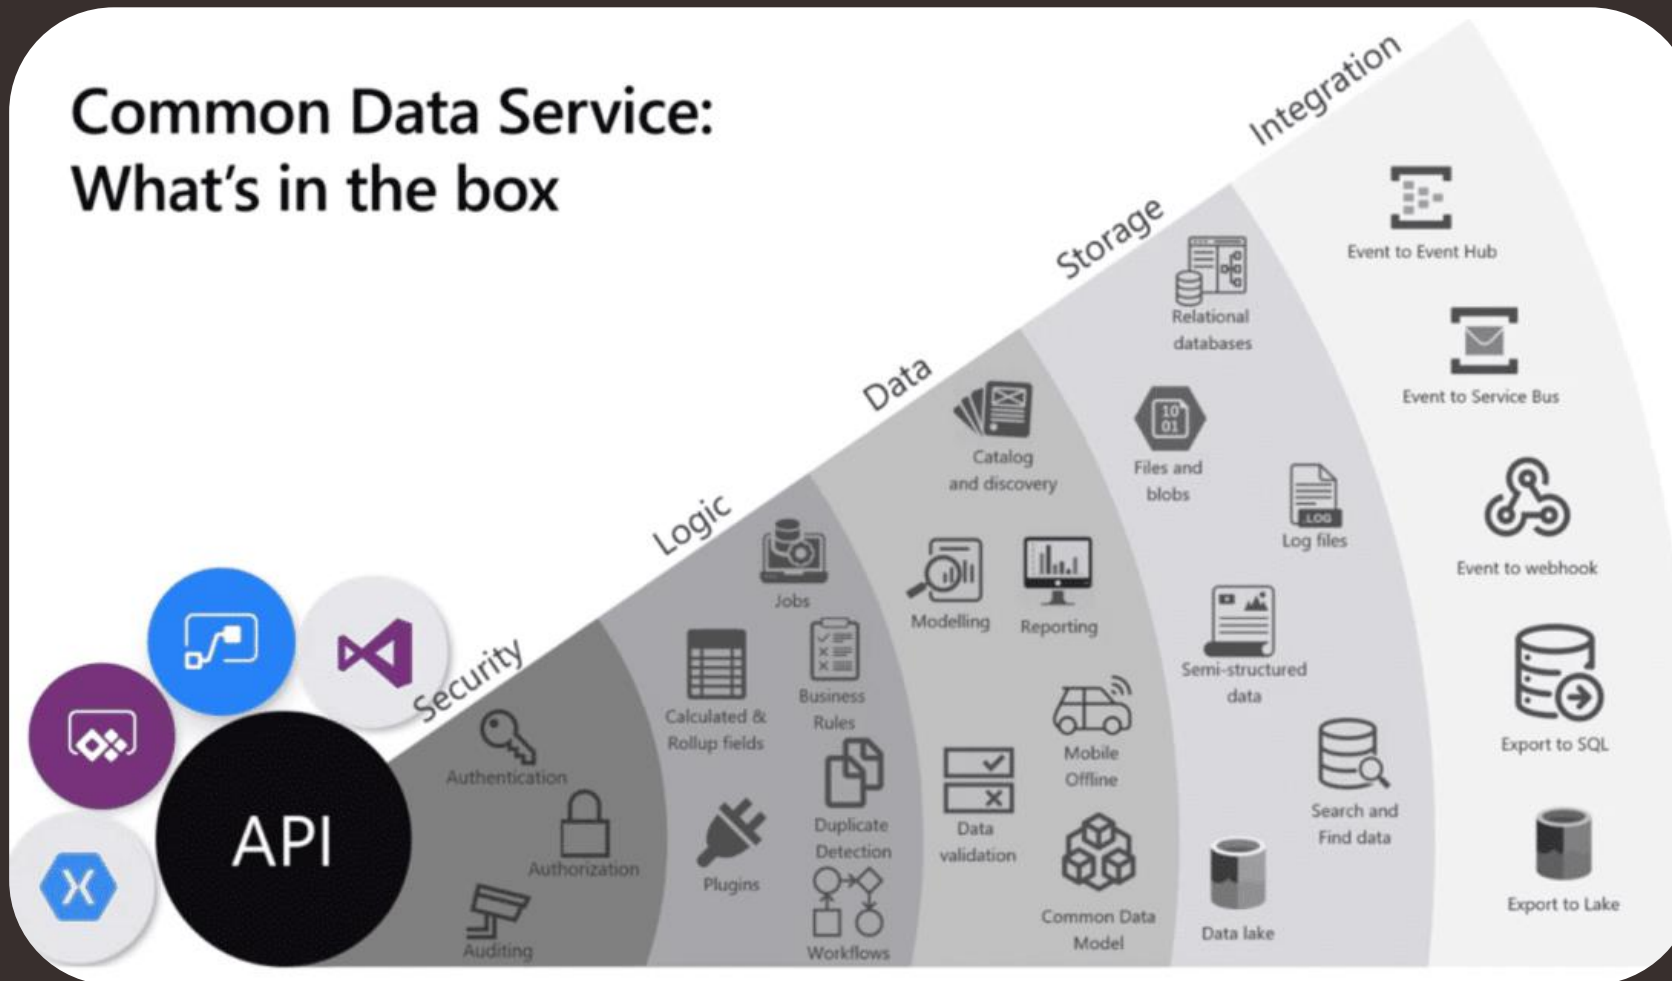 Common Data Service:
What's in the box
API
Security
Authentication
Authorization
Auditing
Logic
Jobs
Calculated &
Rollup fields
Business
Rules
Plugins
Duplicate
Detection
Workflows
Data
Catalog
and discovery
Modelling
Reporting
Mobile
Offline
Data
validation
Common Data
Model
Storage
Relational
databases
10
01
Files and
blobs
.LOG
Log files
Semi-structured
data
Search and
Find data
Data lake
Integration
Event to Event Hub
Event to Service Bus
Event to webhook
Export to SQL
Export to Lake